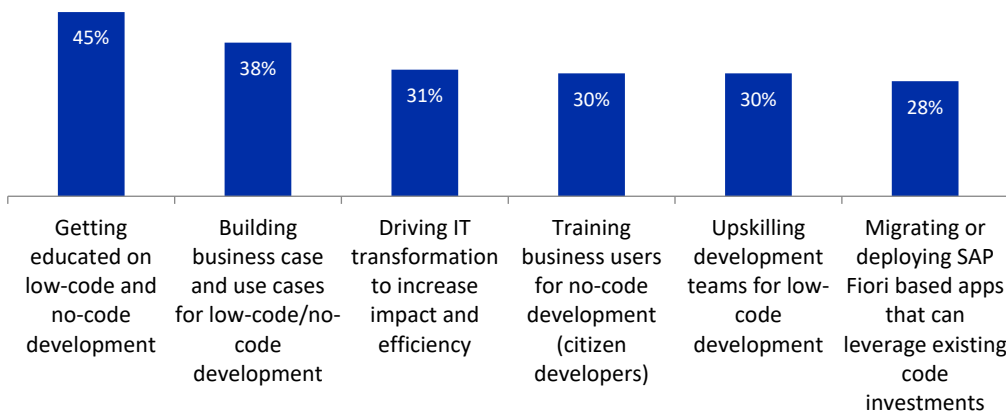 45%
38%
31%
30%
30%
28%
Getting
educated on
low-code and
no-code
development
Building
business case
and use cases
for low-code/no-
code
development
Driving IT
transformation
to increase
impact and
efficiency
Training
business users
for no-code
development
(citizen
developers)
Upskilling
development
teams for low-
code
development
Migrating or
deploying SAP
Fiori based apps
that can
leverage existing
code
investments